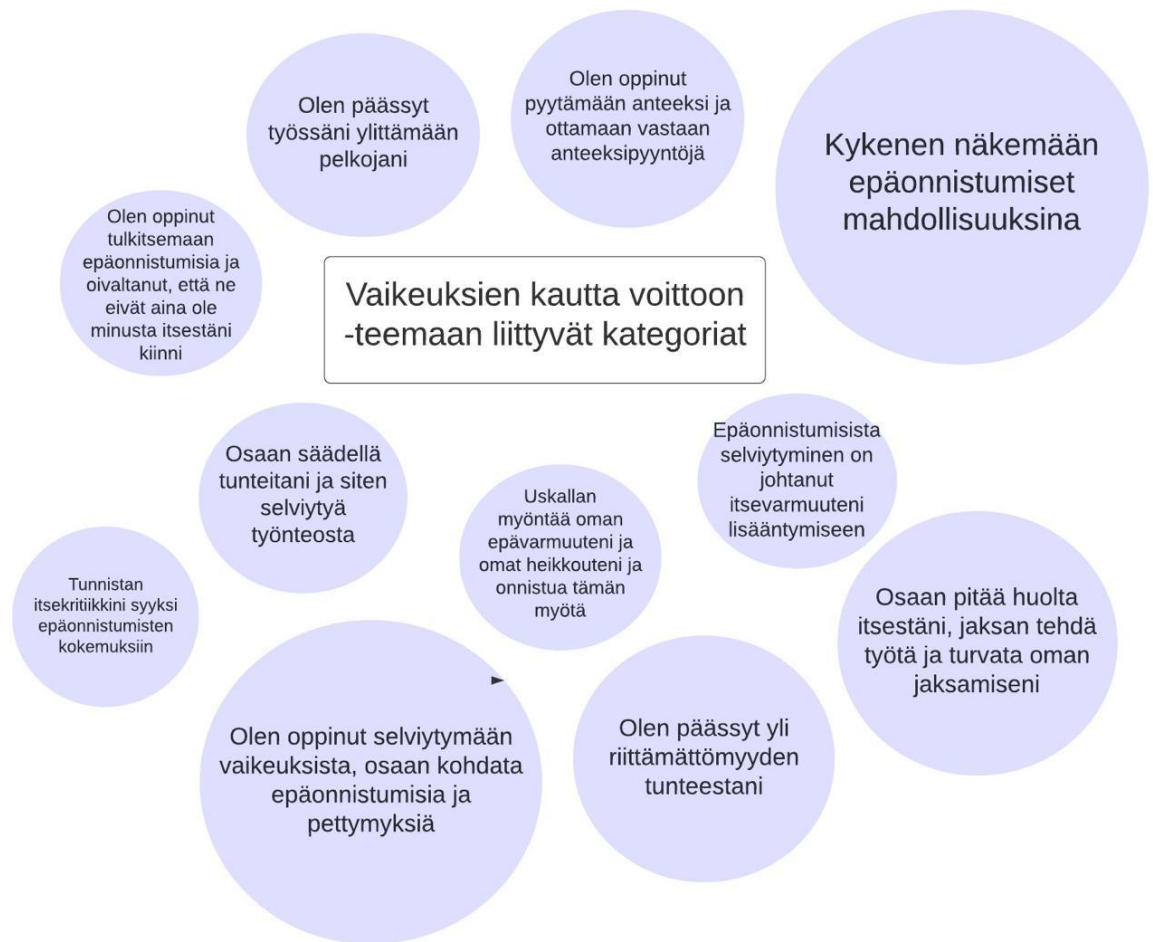 Olen päässyt
työssäni ylittämään
pelkojani
Olen oppinut
pyytämään anteeksi ja
ottamaan vastaan
anteeksipyyntöjä
Kykenen näkemään
epäonnistumiset
mahdollisuuksina
Olen oppinut
tulkitsemaan
epäonnistumisia ja
oivaltanut, että ne
eivät aina ole
minusta itsestäni
kiinni
Vaikeuksien kautta voittoon
-teemaan liittyvät kategoriat
Osaan säädellä
tunteitani ja siten
selviytyä
työnteosta
Uskallan
myöntää oman
epävarmuuteni ja
omat heikkouteni ja
onnistua tämän
myötä
Epäonnistumisista
selviytyminen on
johtanut
itsevarmuuteni
lisääntymiseen
Tunnistan
itsekritiikkini syyksi
epäonnistumisten
kokemuksiin
Osaan pitää huolta
itsestäni, jaksan tehdä
työtä ja turvata oman
jaksamiseni
Olen oppinut selviytymään
vaikeuksista, osaan kohdata
epäonnistumisia ja
pettymyksiä
Olen päässyt yli
riittämättömyyden
tunteestani